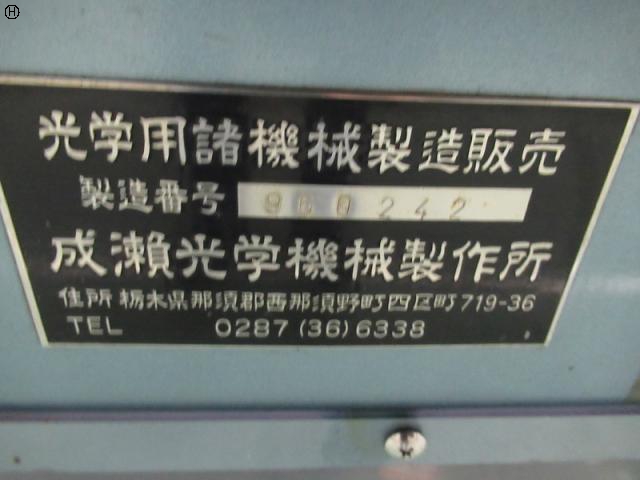 光学用諸機械製造販売
製造番号 960242
成瀬光学機械製作所
住所 栃木県那須郡西那須野町四区町719-36
TEL 0287 (36) 6338